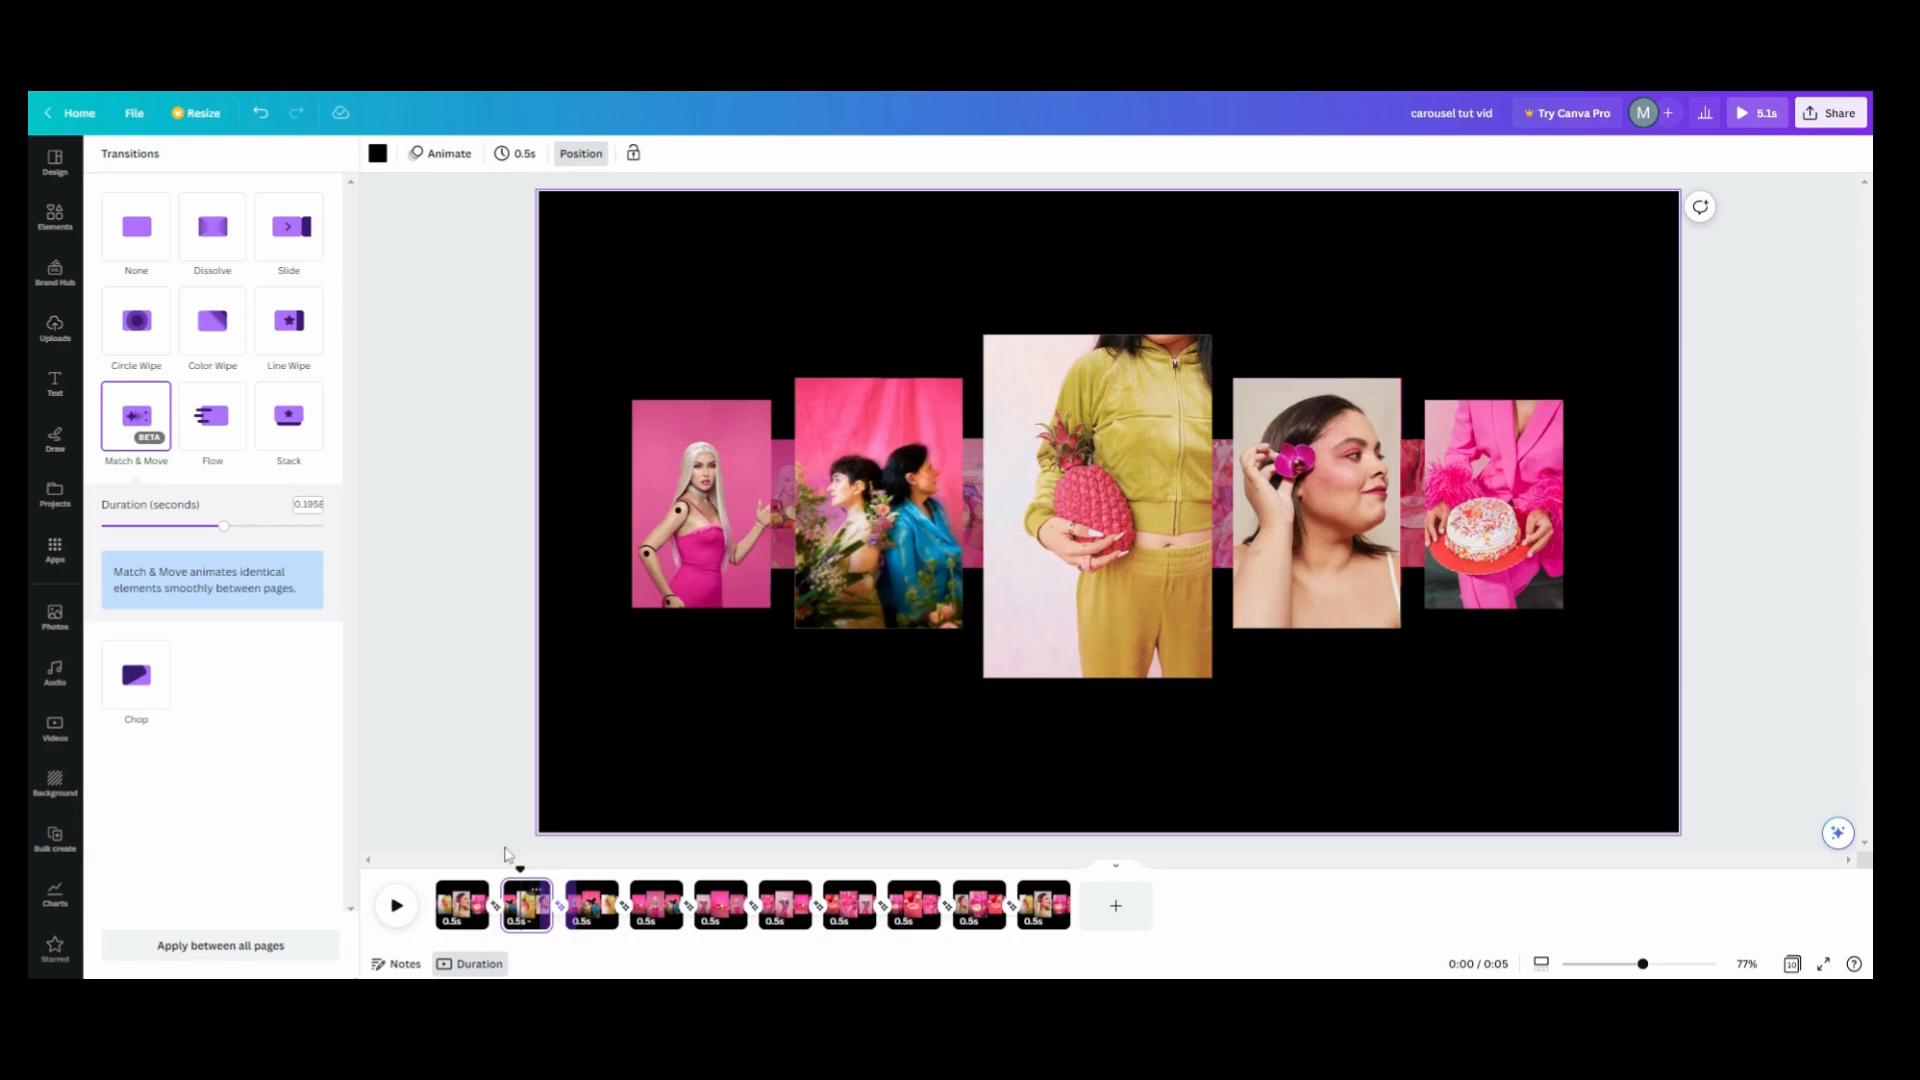 Home File Resize
carousel tut vid Try Canva Pro M + 5.1s Share
Design
Elements
Brand Hub
Uploads
Text
Draw
Projects
Apps
Photos
Audio
Videos
Background
Bulk create
Charts
Starred
Transitions
Animate 0.5s Position
None Dissolve Slide
Circle Wipe Color Wipe Line Wipe
BETA
Match & Move Flow Stack
Duration (seconds) 0.1958
Match & Move animates identical
elements smoothly between pages.
Chop
Apply between all pages
0.5s 0.5s 0.5s 0.5s 0.5s 0.5s 0.5s 0.5s 0.5s 0.5s
+
Notes Duration 0:00 / 0:05 77% 10 ?